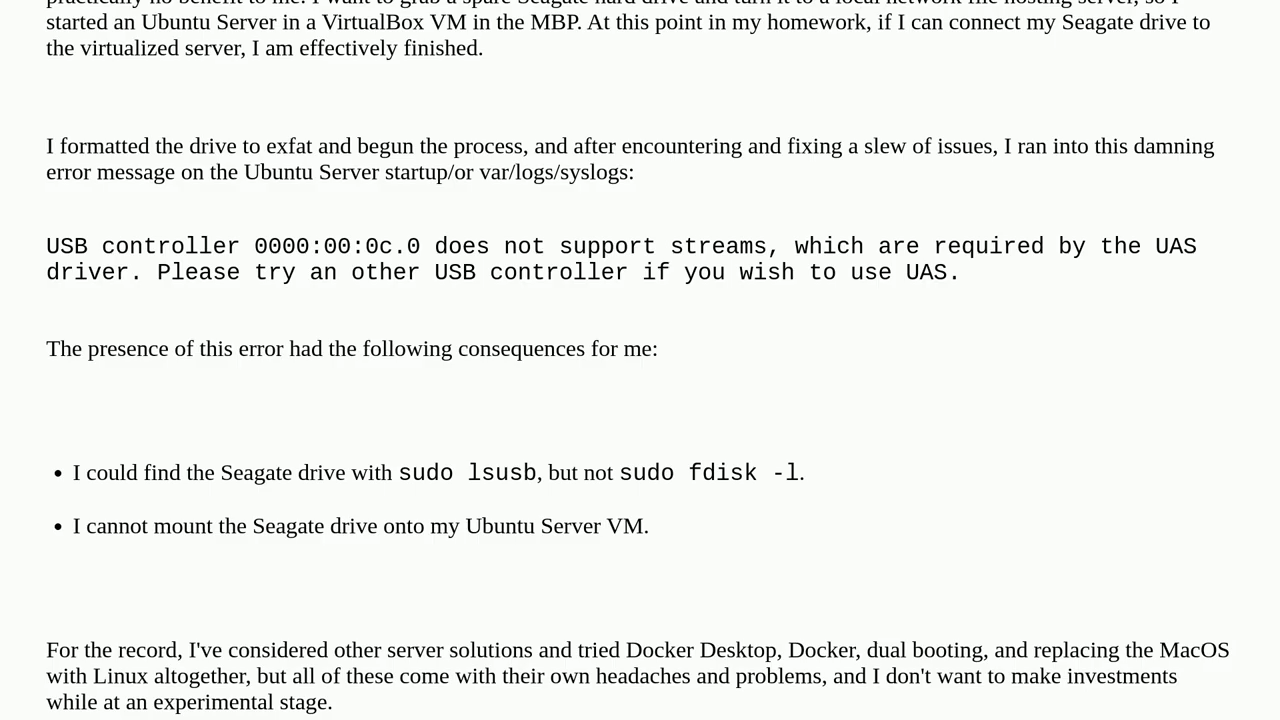 started an Ubuntu Server in a VirtualBox VM in the MBP. At this point in my homework, if I can connect my Seagate drive to
the virtualized server, I am effectively finished.
I formatted the drive to exfat and begun the process, and after encountering and fixing a slew of issues, I ran into this damning
error message on the Ubuntu Server startup/or var/logs/syslogs:
USB controller 0000:00:0c.0 does not support streams, which are required by the UAS
driver. Please try an other USB controller if you wish to use UAS.
The presence of this error had the following consequences for me:
• I could find the Seagate drive with sudo lsusb, but not sudo fdisk -l.
• I cannot mount the Seagate drive onto my Ubuntu Server VM.
For the record, I've considered other server solutions and tried Docker Desktop, Docker, dual booting, and replacing the MacOS
with Linux altogether, but all of these come with their own headaches and problems, and I don't want to make investments
while at an experimental stage.